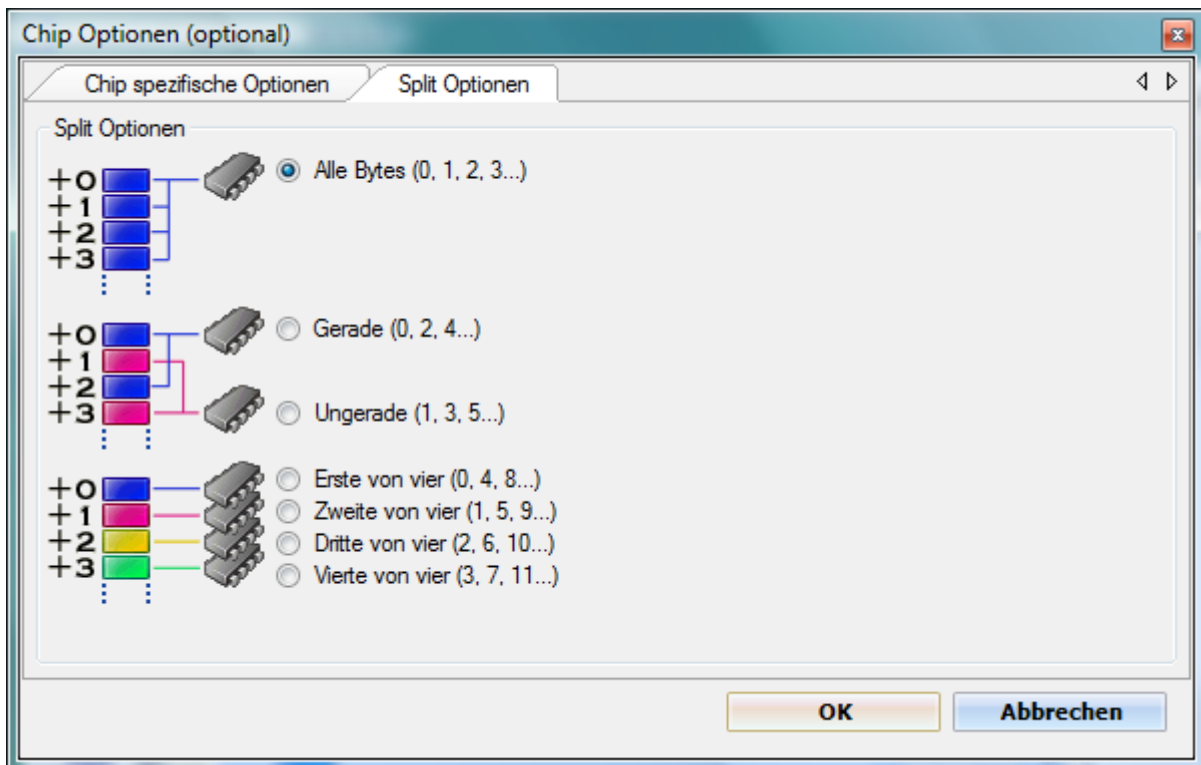 Chip Optionen (optional)
Chip spezifische Optionen
Split Optionen
Split Optionen
+0
+1
+2
+3
Alle Bytes (0, 1, 2, 3...)
+0
+1
+2
+3
Gerade (0, 2, 4...)
Ungerade (1, 3, 5...)
+0
+1
+2
+3
Erste von vier (0, 4, 8...)
Zweite von vier (1, 5, 9...)
Dritte von vier (2, 6, 10...)
Vierte von vier (3, 7, 11...)
OK
Abbrechen